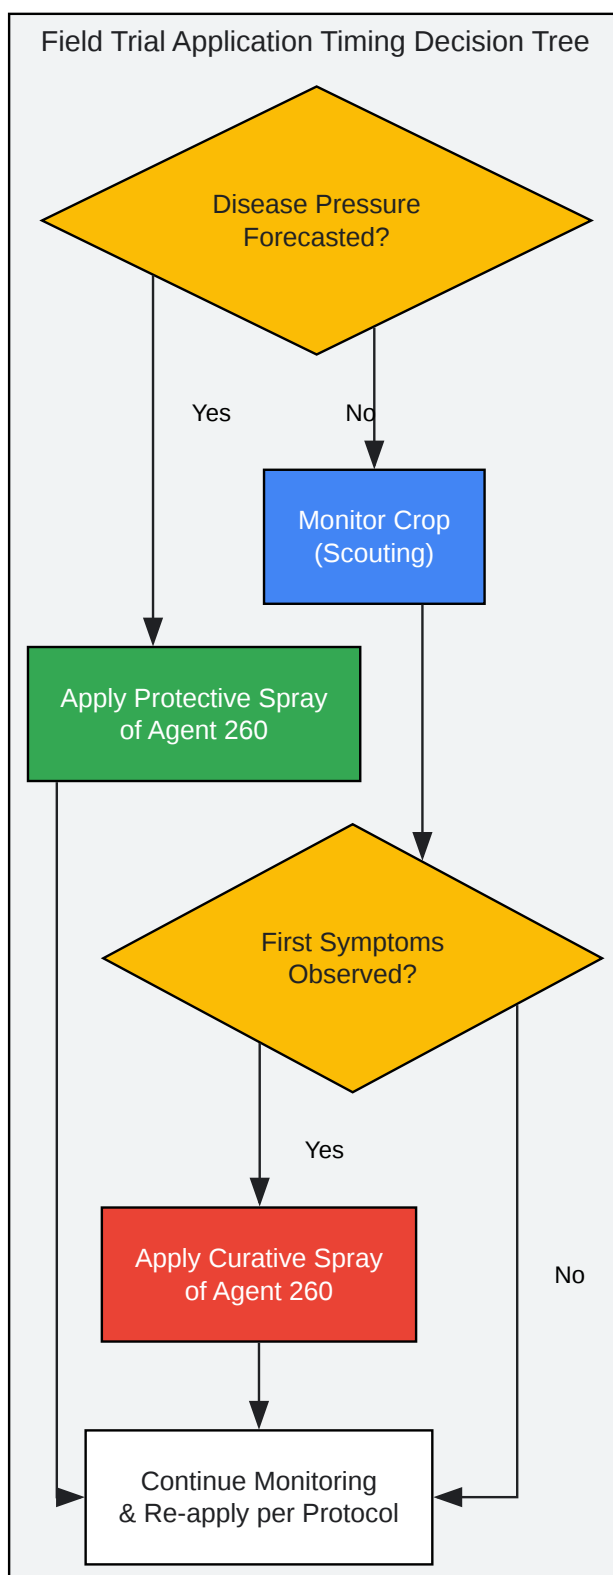 Field Trial Application Timing Decision Tree
Disease Pressure
Forecasted?
Yes
No
Monitor Crop
(Scouting)
Apply Protective Spray
of Agent 260
First Symptoms
Observed?
Yes
Apply Curative Spray
of Agent 260
No
Continue Monitoring
& Re-apply per Protocol